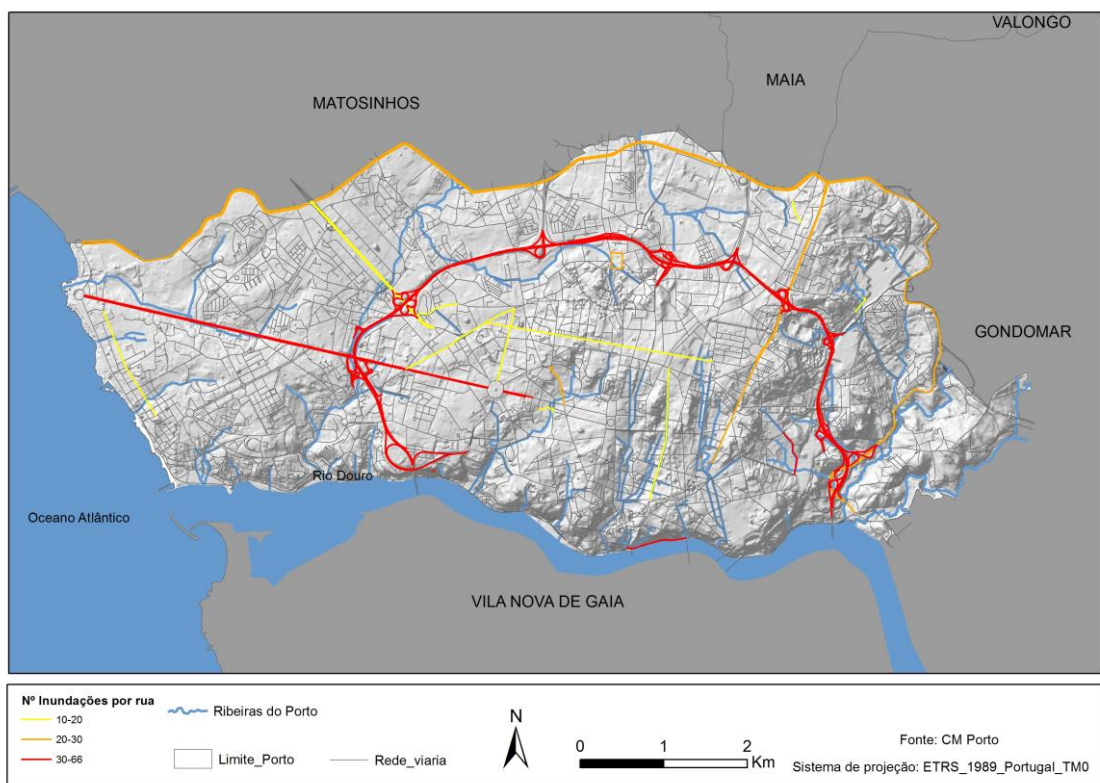 VALONGO
MAIA
MATOSINHOS
GONDOMAR
Rio Douro
Oceano Atlântico
VILA NOVA DE GAIA
Nº Inundações por rua
10-20
20-30
30-66
Ribeiras do Porto
Limite_Porto
Rede_viaria
N
0 1 2
Km
Fonte: CM Porto
Sistema de projeção: ETRS_1989_Portugal_TM0